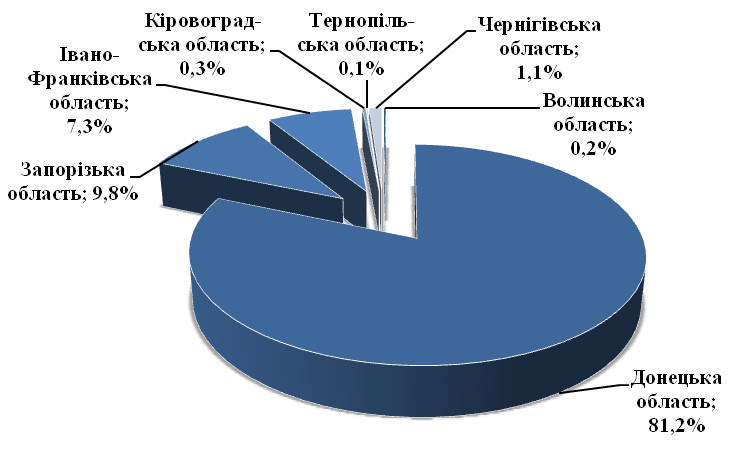 Кіровоград-
ська область;
0,3%
Тернопіль-
ська область;
0,1%
Чернігівська
область;
1,1%
Івано-
Франківська
область;
7,3%
Волинська
область;
0,2%
Запорізька
область; 9,8%
Донецька
область;
81,2%